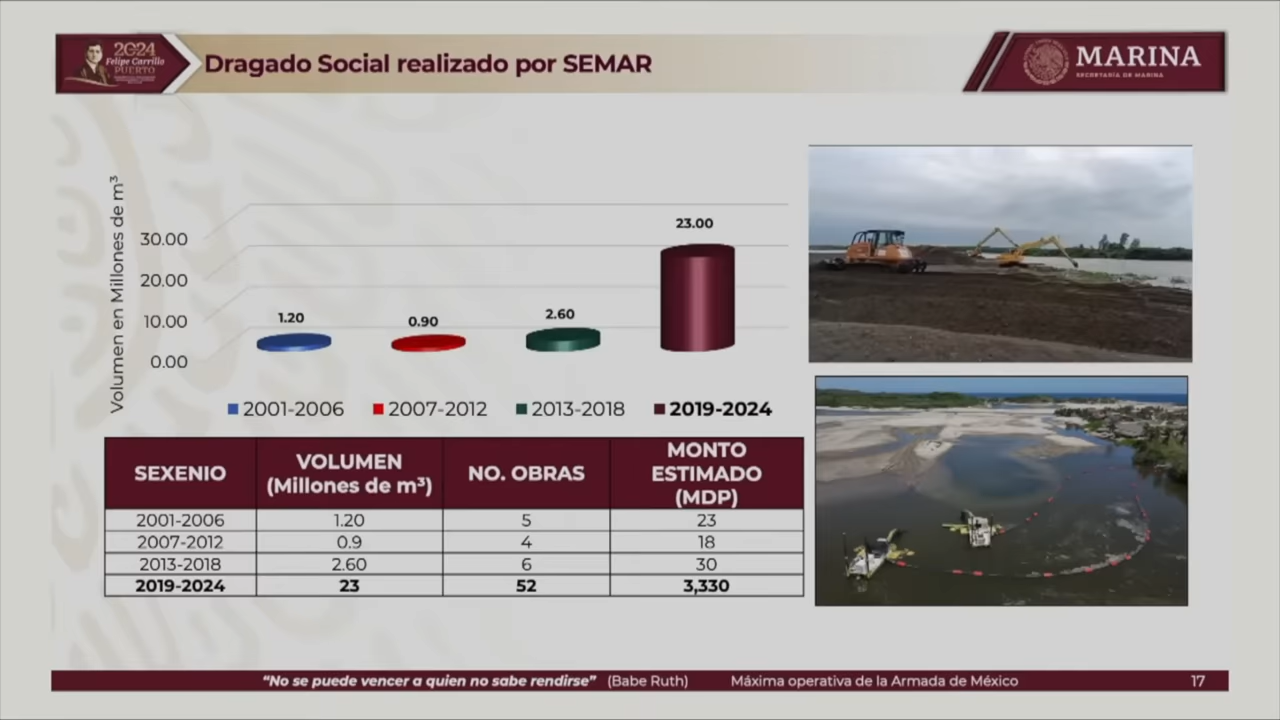 2024
Felipe Carrillo
PUERTO
Dragado Social realizado por SEMAR
MARINA
SECRETARÍA DE MARINA
Volumen en Millones de m³
30.00
20.00
10.00
0.00
1.20
0.90
2.60
23.00
2001-2006
2007-2012
2013-2018
2019-2024
SEXENIO VOLUMEN (Millones de m³) NO. OBRAS MONTO ESTIMADO (MDP)
2001-2006 1.20 5 23
2007-2012 0.9 4 18
2013-2018 2.60 6 30
2019-2024 23 52 3,330
“No se puede vencer a quien no sabe rendirse” (Babe Ruth) Máxima operativa de la Armada de México 17